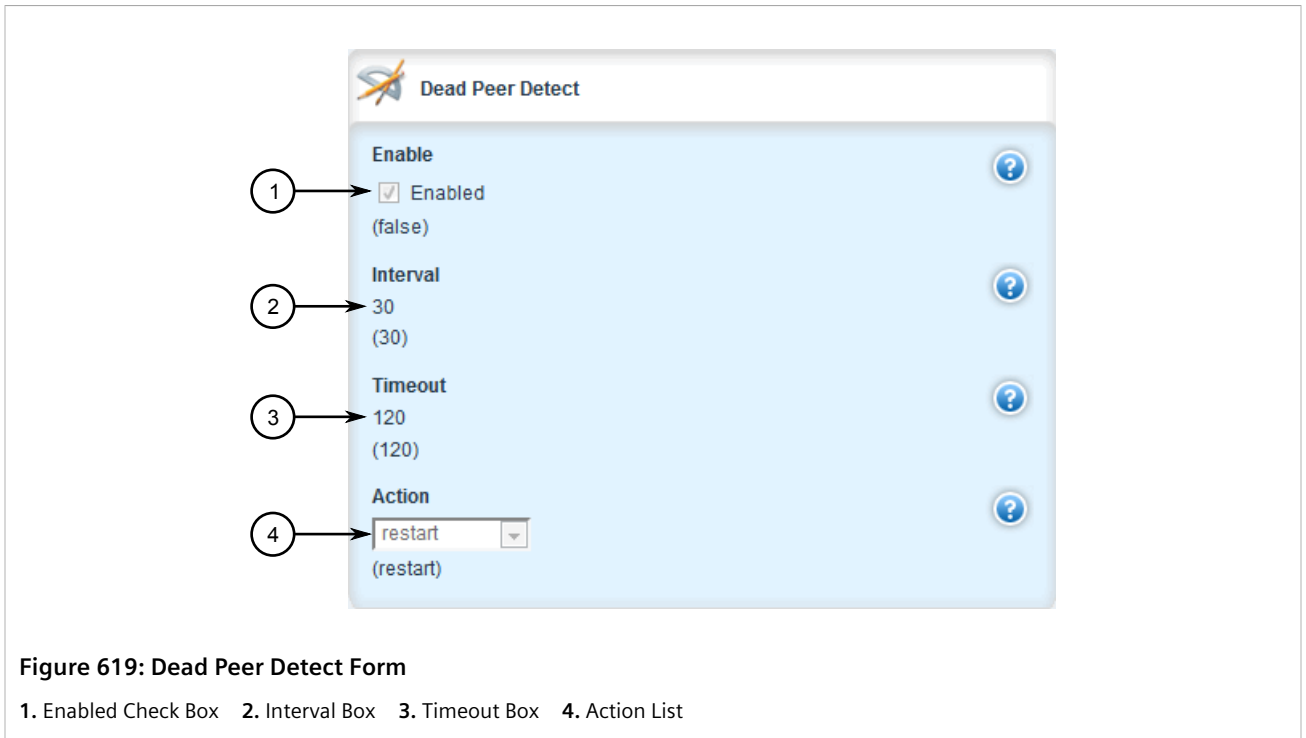 Dead Peer Detect
Enable
1
Enabled
(false)
Interval
2
30
(30)
Timeout
3
120
(120)
Action
4
restart
(restart)
Figure 619: Dead Peer Detect Form
1. Enabled Check Box 2. Interval Box 3. Timeout Box 4. Action List